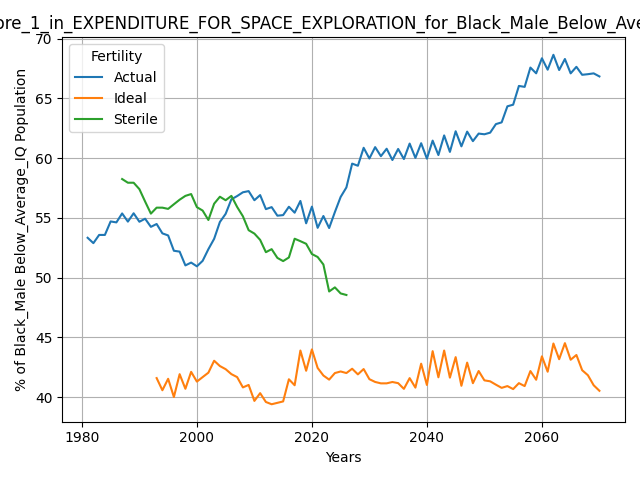 ore_1_in_EXPENDITURE_FOR_SPACE_EXPLORATION_for_Black_Male_Below_Ave
70
65
60
55
50
45
40
% of Black_Male Below_Average_IQ Population
Fertility
Actual
Ideal
Sterile
1980
2000
2020
2040
2060
Years